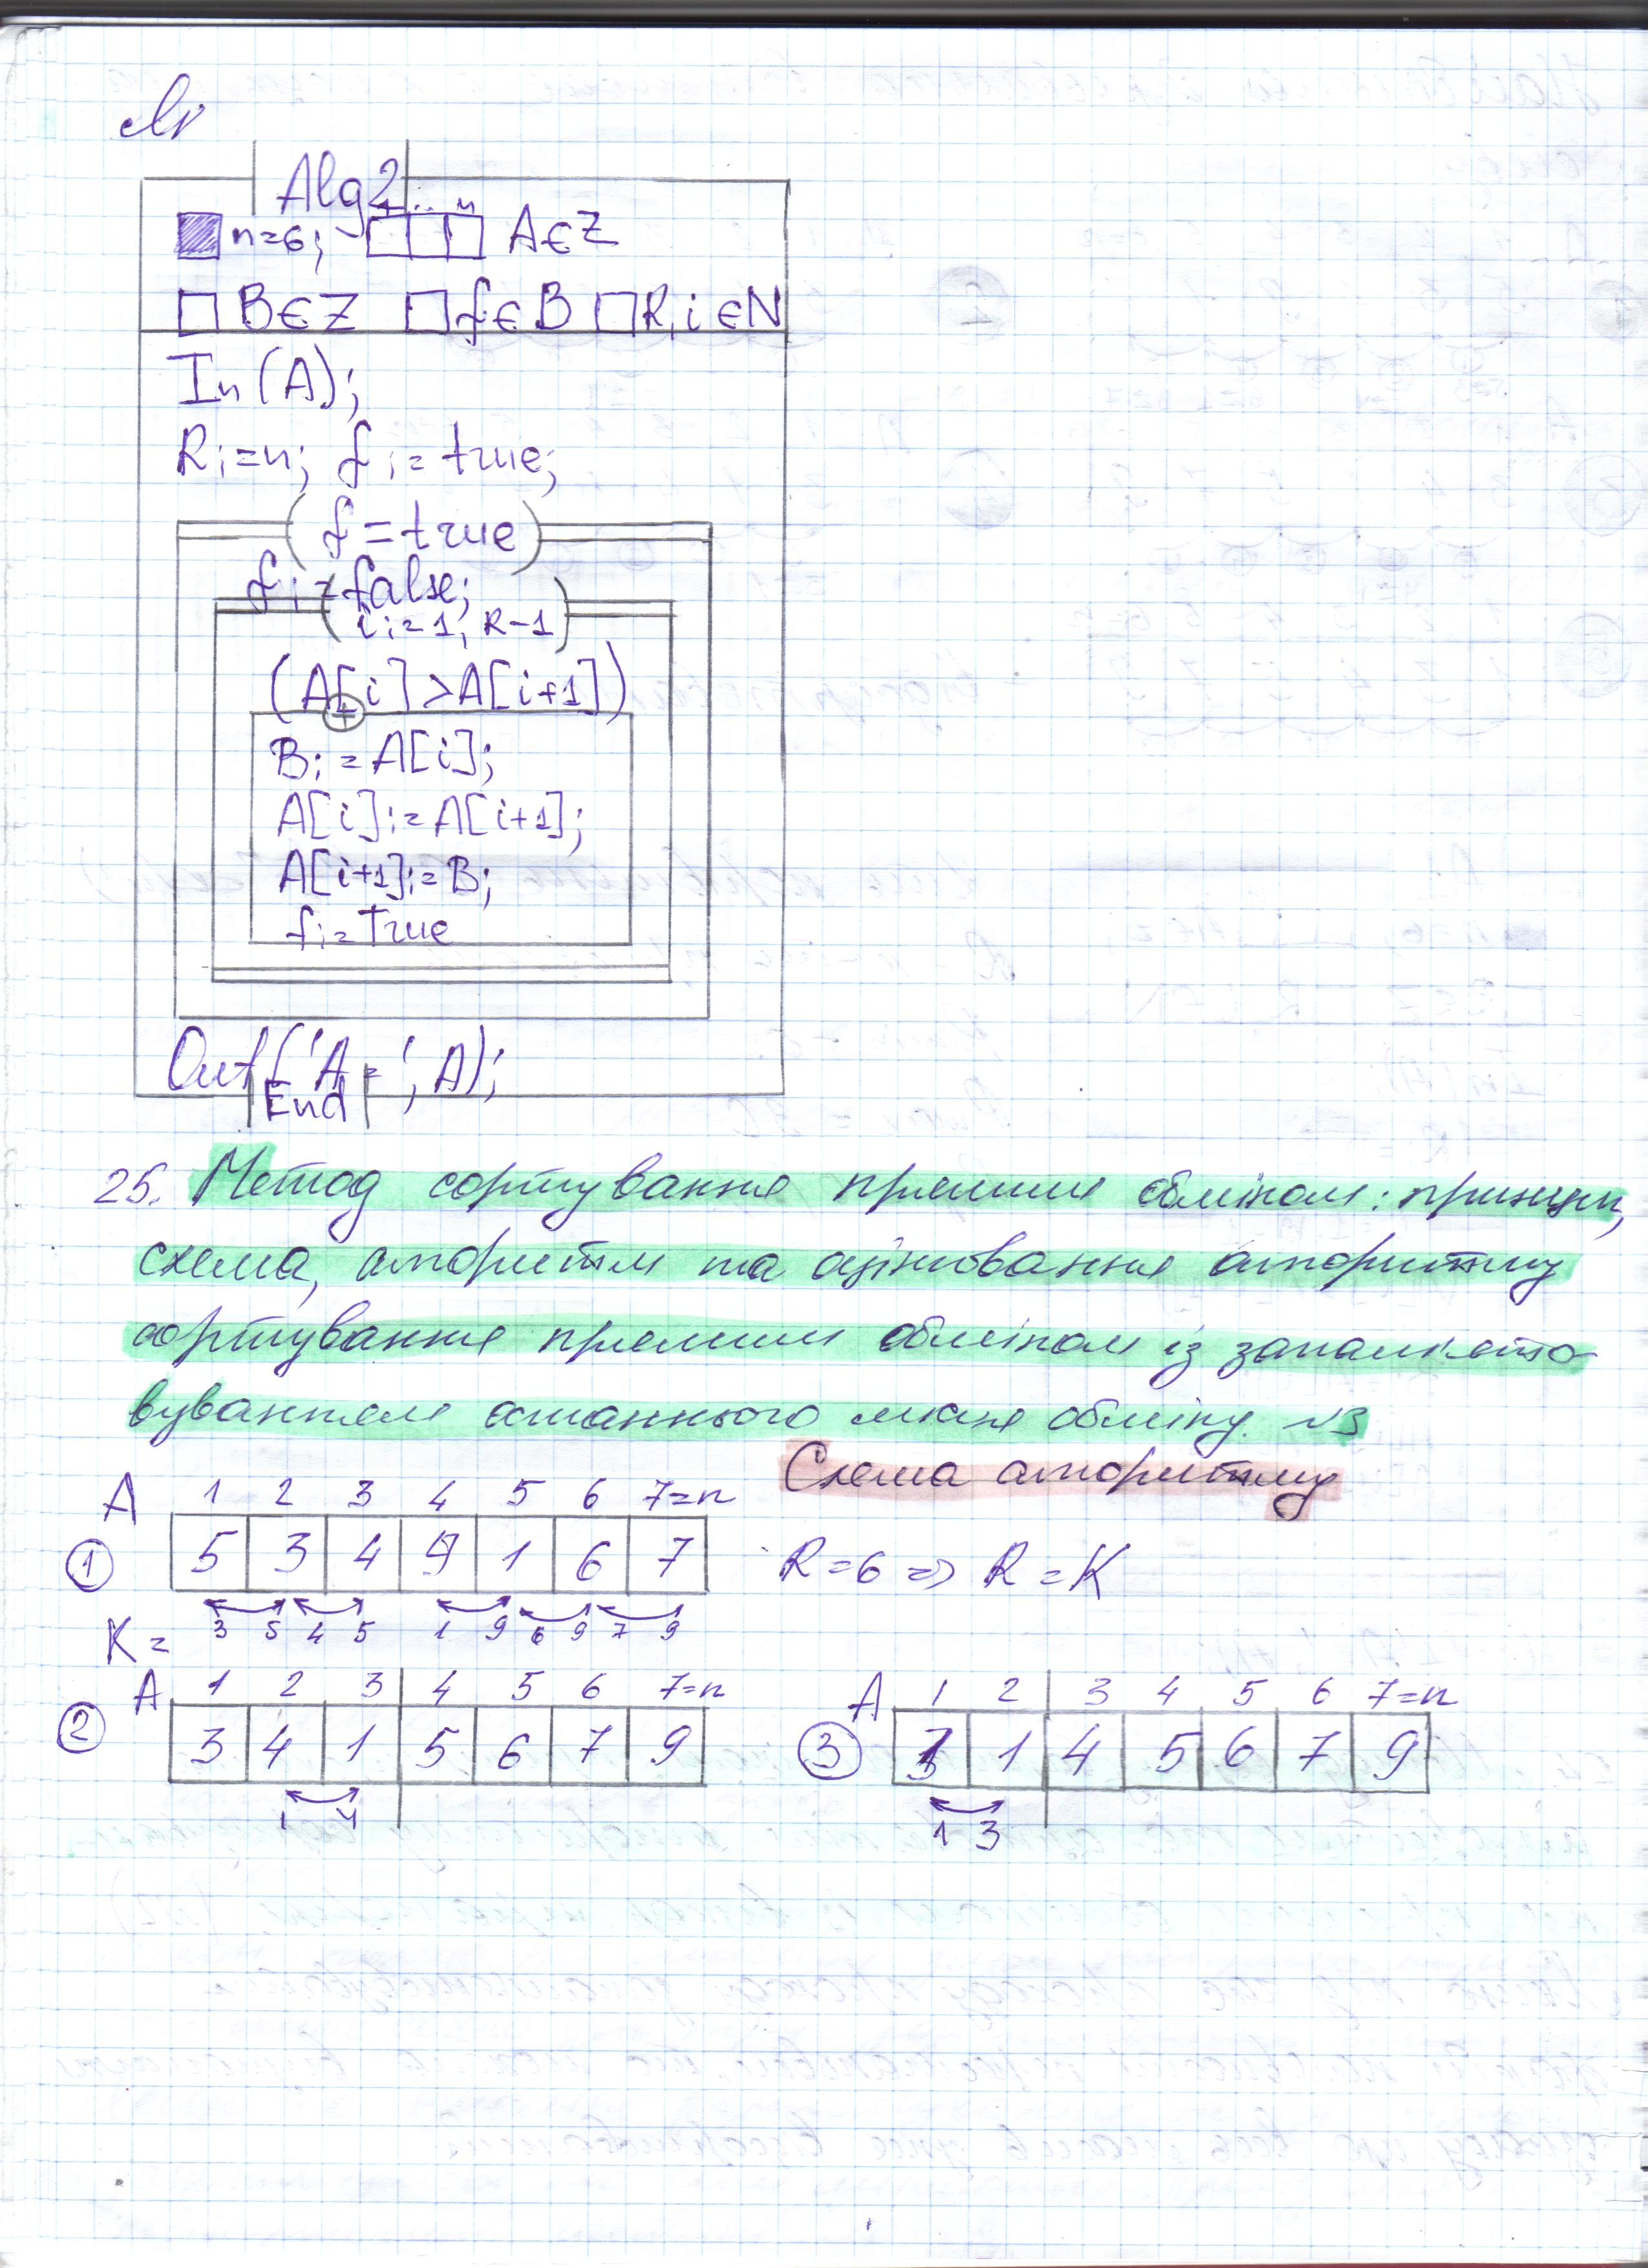 Alg2
1 .. n
n=6; A∈Z
B∈Z f∈B R,i∈N
In(A);
R:=n; f:=true;
(f=true)
f:=false;
(i:=1, R-1)
(A[i]>A[i+1])
+
B:=A[i];
A[i]:=A[i+1];
A[i+1]:=B;
f:=True
Out('A=', A);
End
25. Метод сортування прямим обміном: принцип,
схема, алгоритм та оцінювання алгоритму
сортування прямим обміном із запам'ято-
вуванням останнього місця обміну. №3
Схема алгоритму
A 1 2 3 4 5 6 7=n
① 5 3 4 9 1 6 7 R=6 => R=K
K= 3 5 4 5 1 9 6 9 7 9
A 1 2 3 4 5 6 7=n
② 3 4 1 5 6 7 9
1 4
A 1 2 3 4 5 6 7=n
③ 3 1 4 5 6 7 9
1 3